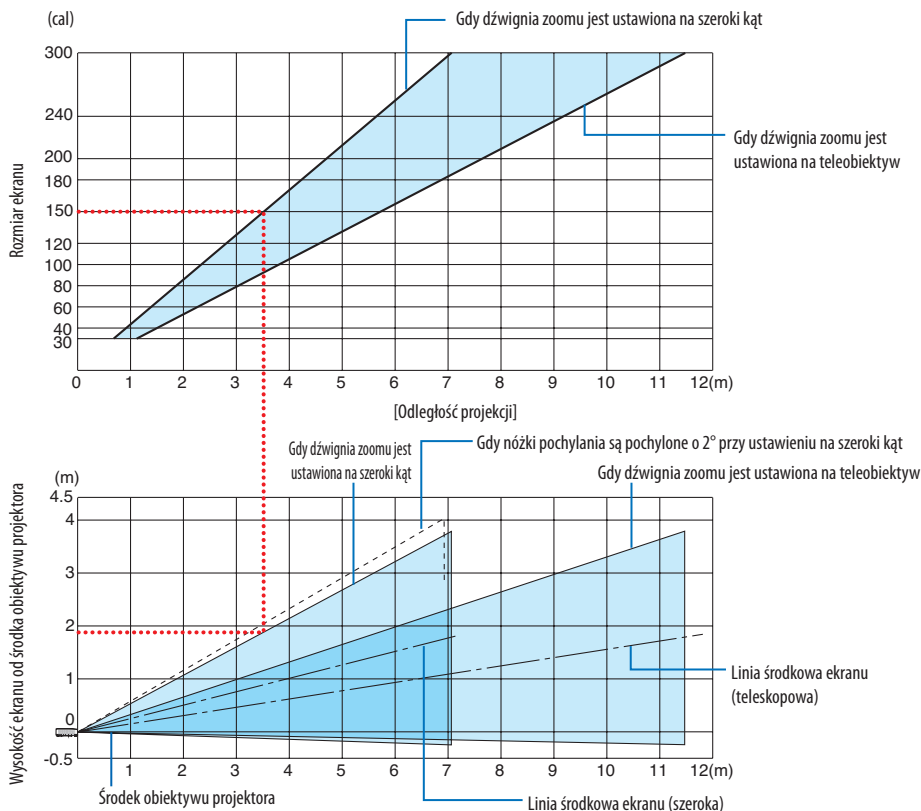 (cal)
Gdy dźwignia zoomu jest ustawiona na szeroki kąt
300
240
200
180
150
120
100
80
60
40
30
Rozmiar ekranu
Gdy dźwignia zoomu jest
ustawiona na teleobiektyw
0 1 2 3 4 5 6 7 8 9 10 11 12(m)
[Odległość projekcji]
Gdy dźwignia zoomu jest
ustawiona na szeroki kąt
Gdy nóżki pochylania są pochylone o 2° przy ustawieniu na szeroki kąt
Gdy dźwignia zoomu jest ustawiona na teleobiektyw
(m)
4.5
4
3
2
1
0
-0.5
Wysokość ekranu od środka obiektywu projektora
Linia środkowa ekranu
(teleskopowa)
1 2 3 4 5 6 7 8 9 10 11 12(m)
Środek obiektywu projektora
Linia środkowa ekranu (szeroka)